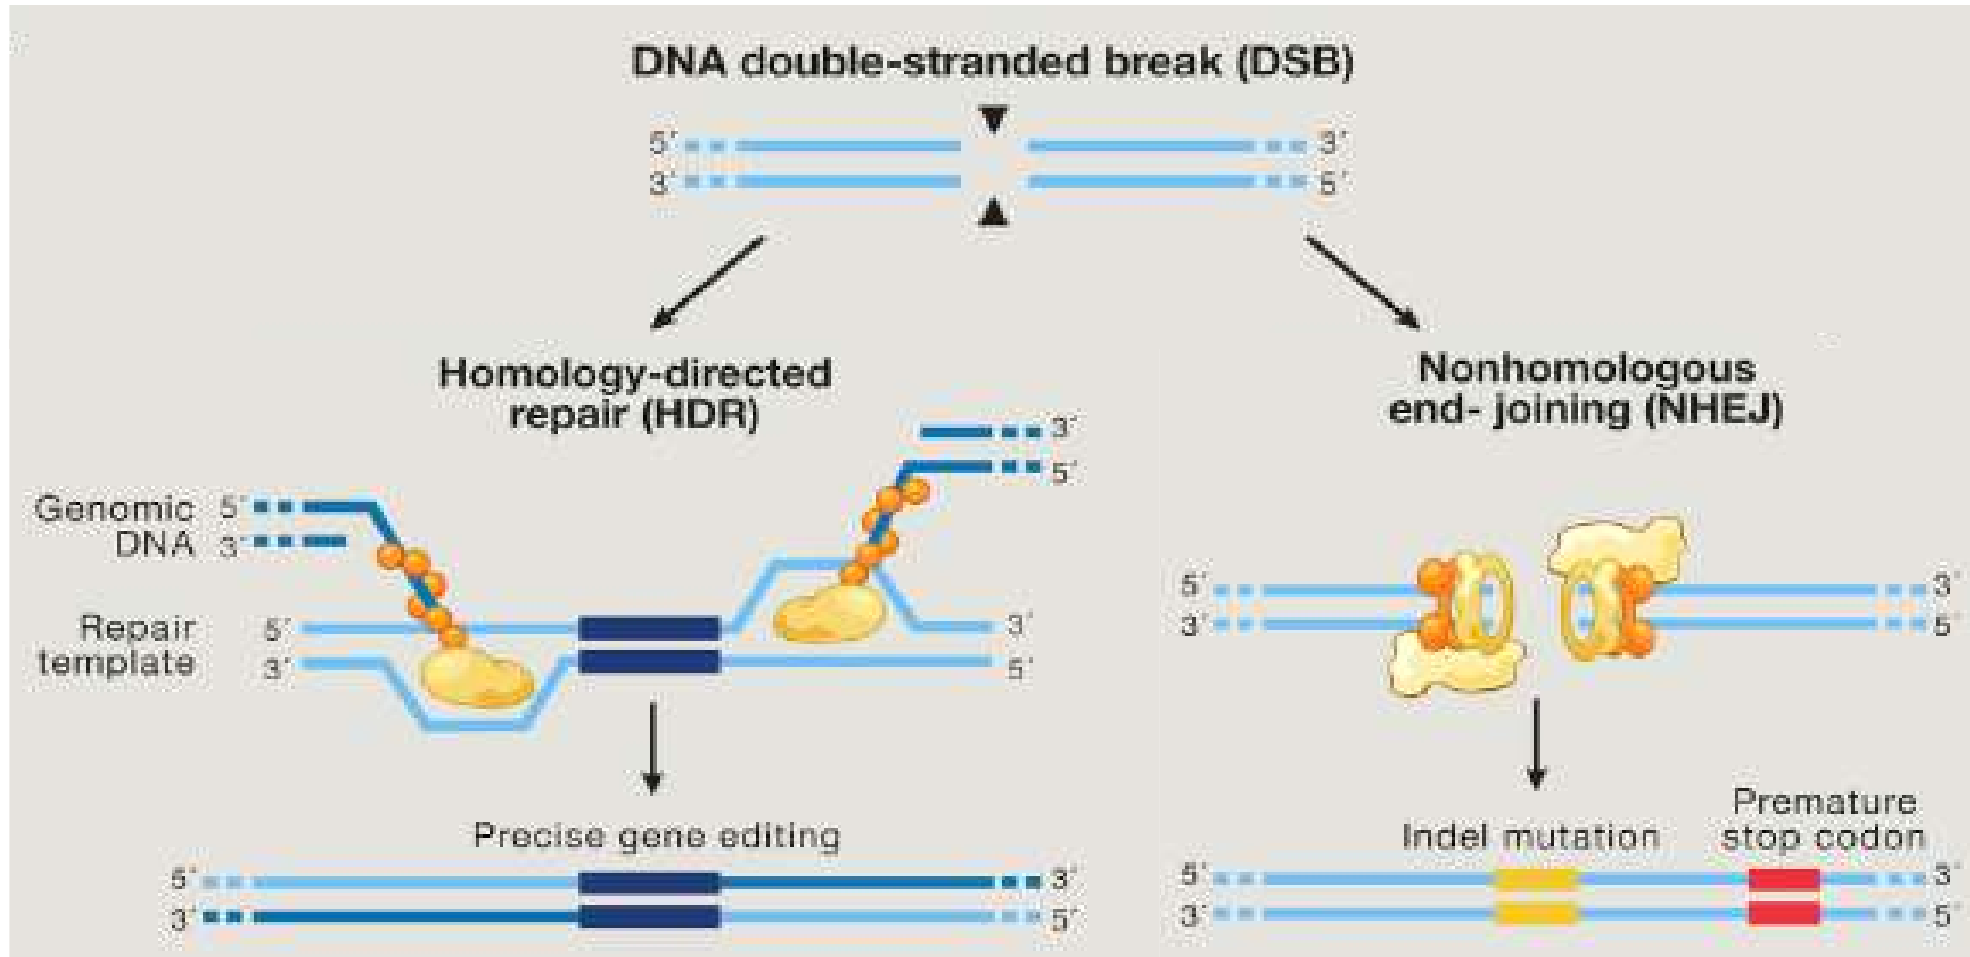 DNA double-stranded break (DSB)
5′ 3′
3′ 5′
Homology-directed
repair (HDR)
3′
5′
Genomic 5′
DNA 3′
Repair 5′ 3′
template 3′ 5′
Precise gene editing
5′ 3′
3′ 5′
Nonhomologous
end- joining (NHEJ)
5′ 3′
3′ 5′
Indel mutation
Premature
stop codon
5′ 3′
3′ 5′